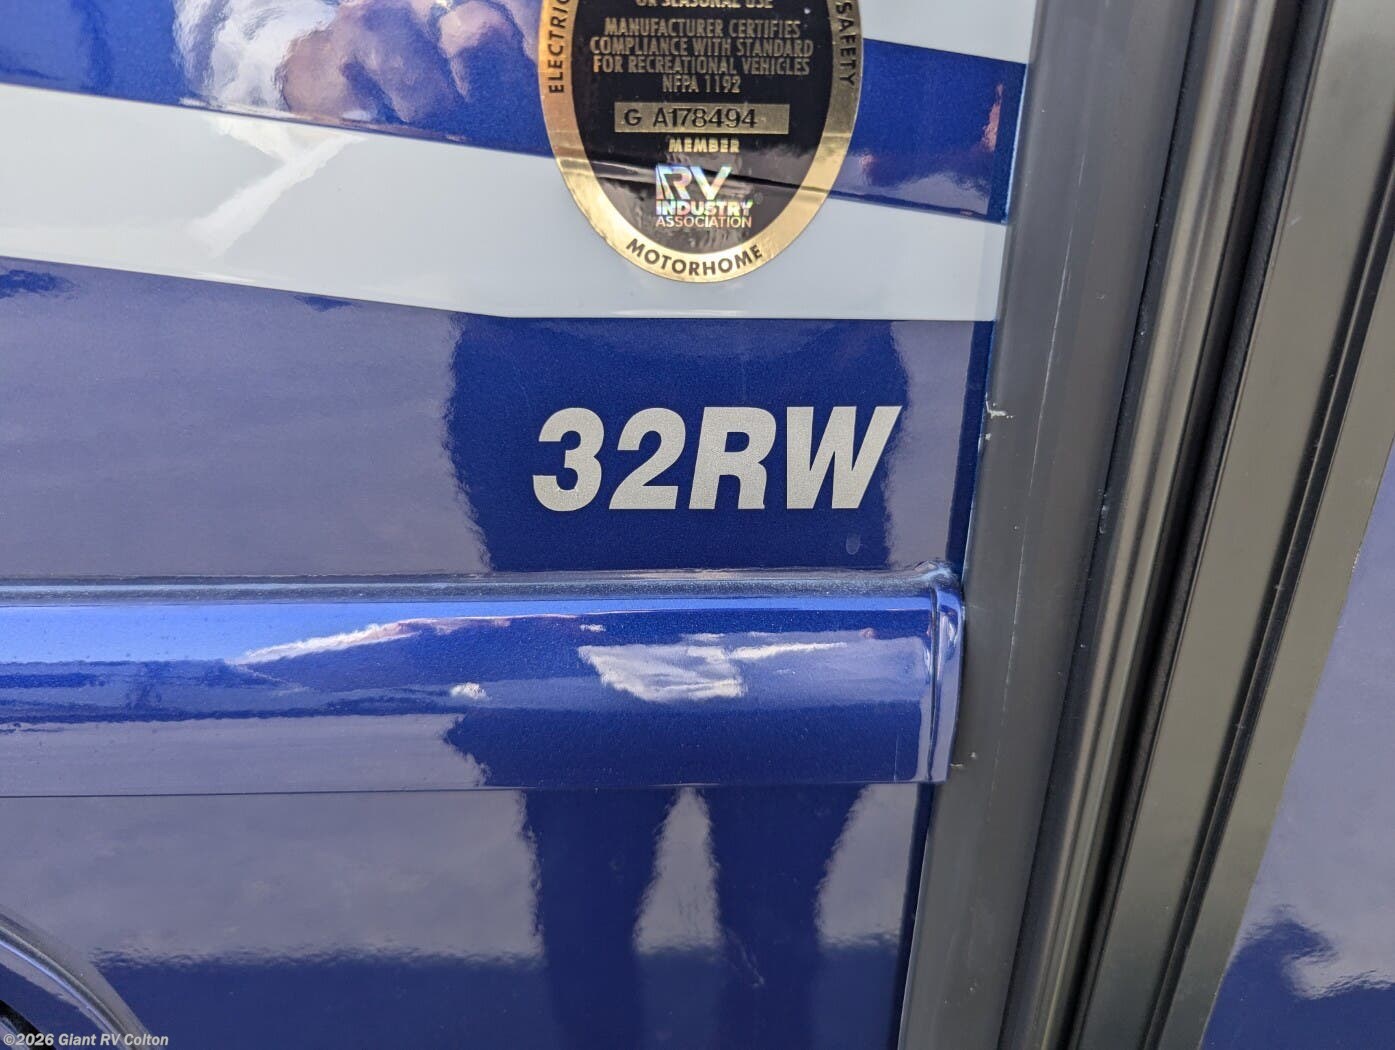 OR SEASONAL USE
MANUFACTURER CERTIFIES
COMPLIANCE WITH STANDARD
FOR RECREATIONAL VEHICLES
NFPA 1192
ELECTRIC
SAFETY
G A178494
MEMBER
RV
INDUSTRY
ASSOCIATION
MOTORHOME
32RW
©2026 Giant RV Colton